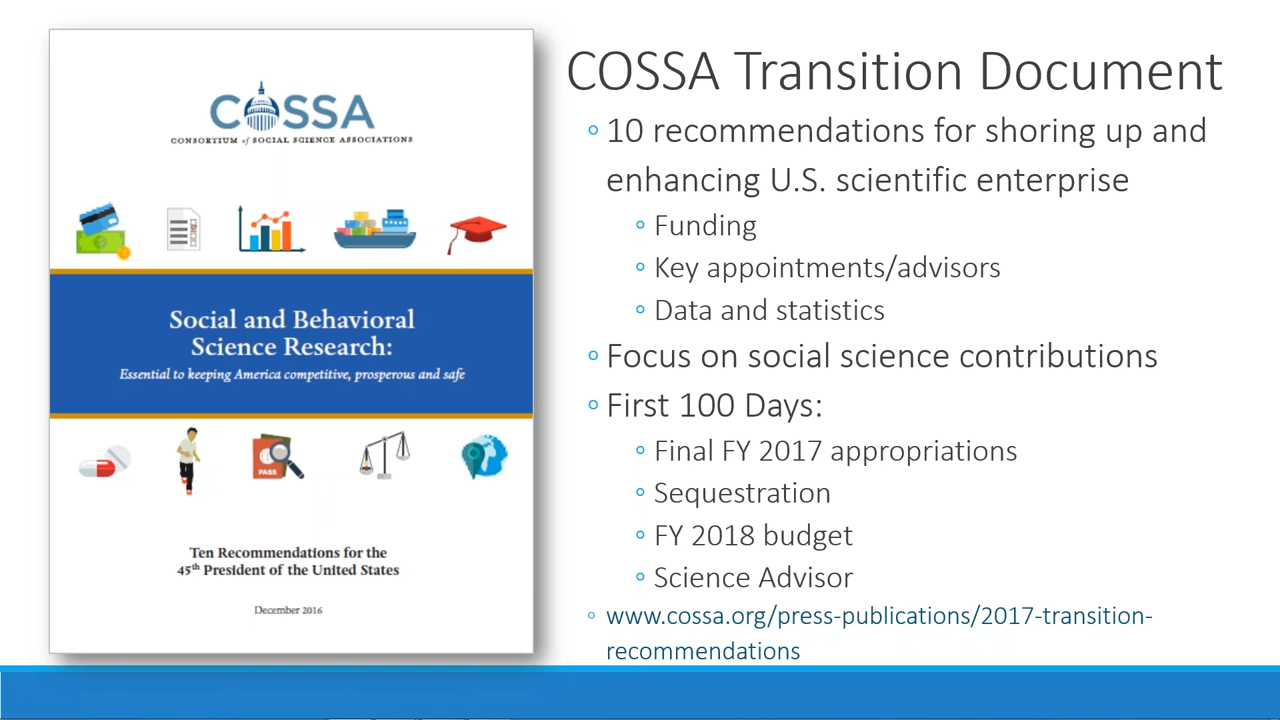 COSSA
CONSORTIUM of SOCIAL SCIENCE ASSOCIATIONS
Social and Behavioral
Science Research:
Essential to keeping America competitive, prosperous and safe
PASS
Ten Recommendations for the
45th President of the United States
December 2016
COSSA Transition Document
◦ 10 recommendations for shoring up and
enhancing U.S. scientific enterprise
◦ Funding
◦ Key appointments/advisors
◦ Data and statistics
◦ Focus on social science contributions
◦ First 100 Days:
◦ Final FY 2017 appropriations
◦ Sequestration
◦ FY 2018 budget
◦ Science Advisor
◦ www.cossa.org/press-publications/2017-transition-
recommendations